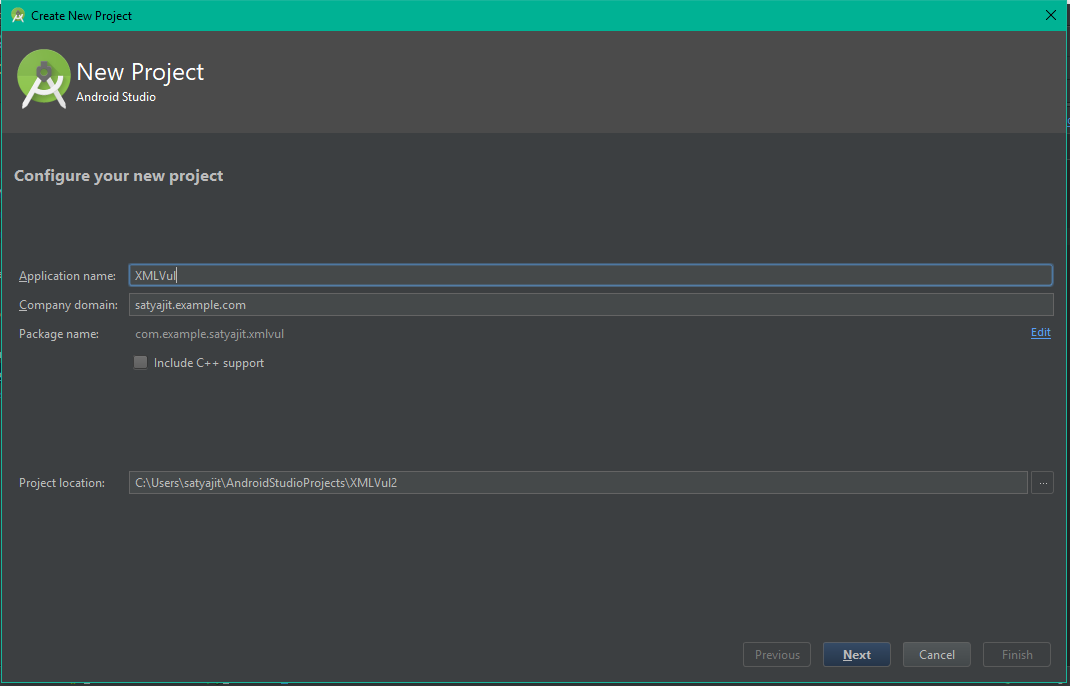 Create New Project
New Project
Android Studio
Configure your new project
Application name: XMLVul
Company domain: satyajit.example.com
Package name: com.example.satyajit.xmlvul Edit
Include C++ support
Project location: C:\Users\satyajit\AndroidStudioProjects\XMLVul2 ...
Previous Next Cancel Finish